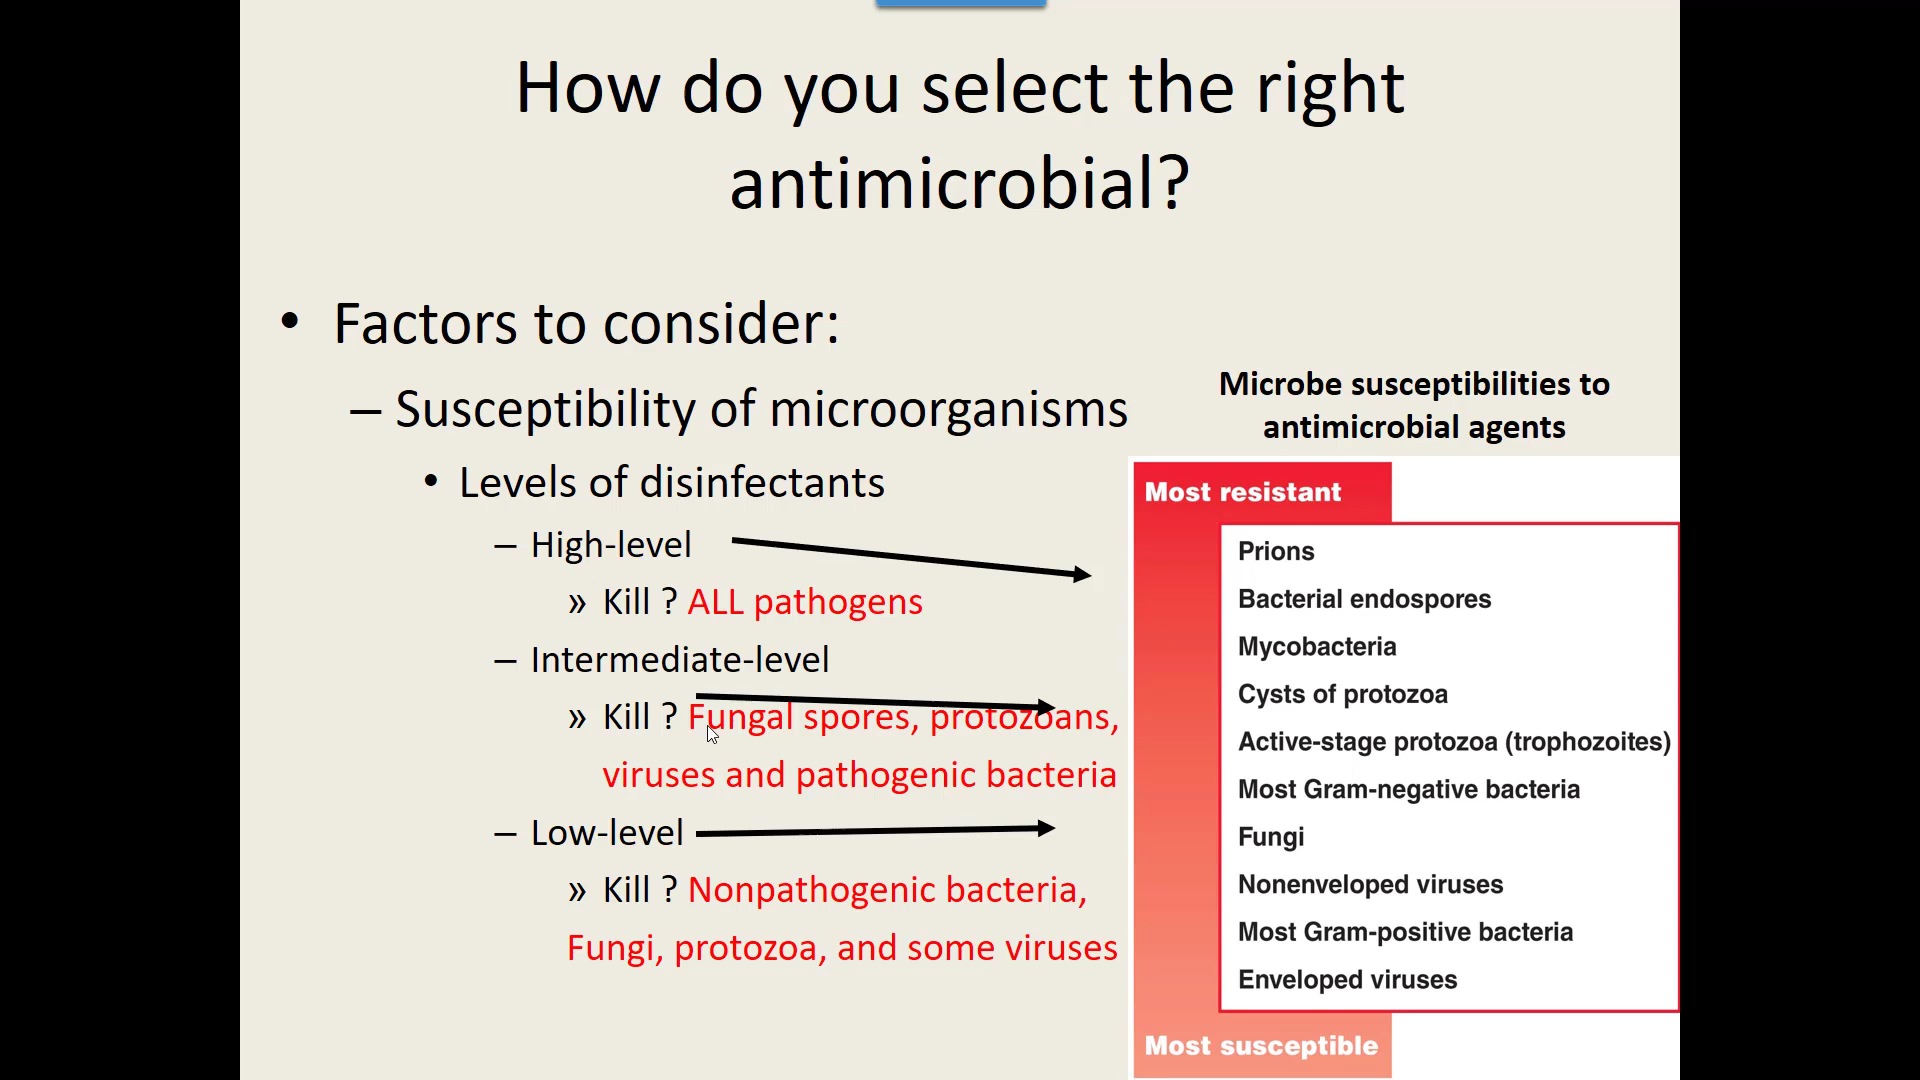 How do you select the right
antimicrobial?
• Factors to consider:
– Susceptibility of microorganisms
• Levels of disinfectants
– High-level
» Kill ? ALL pathogens
– Intermediate-level
» Kill ? Fungal spores, protozoans,
viruses and pathogenic bacteria
– Low-level
» Kill ? Nonpathogenic bacteria,
Fungi, protozoa, and some viruses
Microbe susceptibilities to
antimicrobial agents
Most resistant
Prions
Bacterial endospores
Mycobacteria
Cysts of protozoa
Active-stage protozoa (trophozoites)
Most Gram-negative bacteria
Fungi
Nonenveloped viruses
Most Gram-positive bacteria
Enveloped viruses
Most susceptible